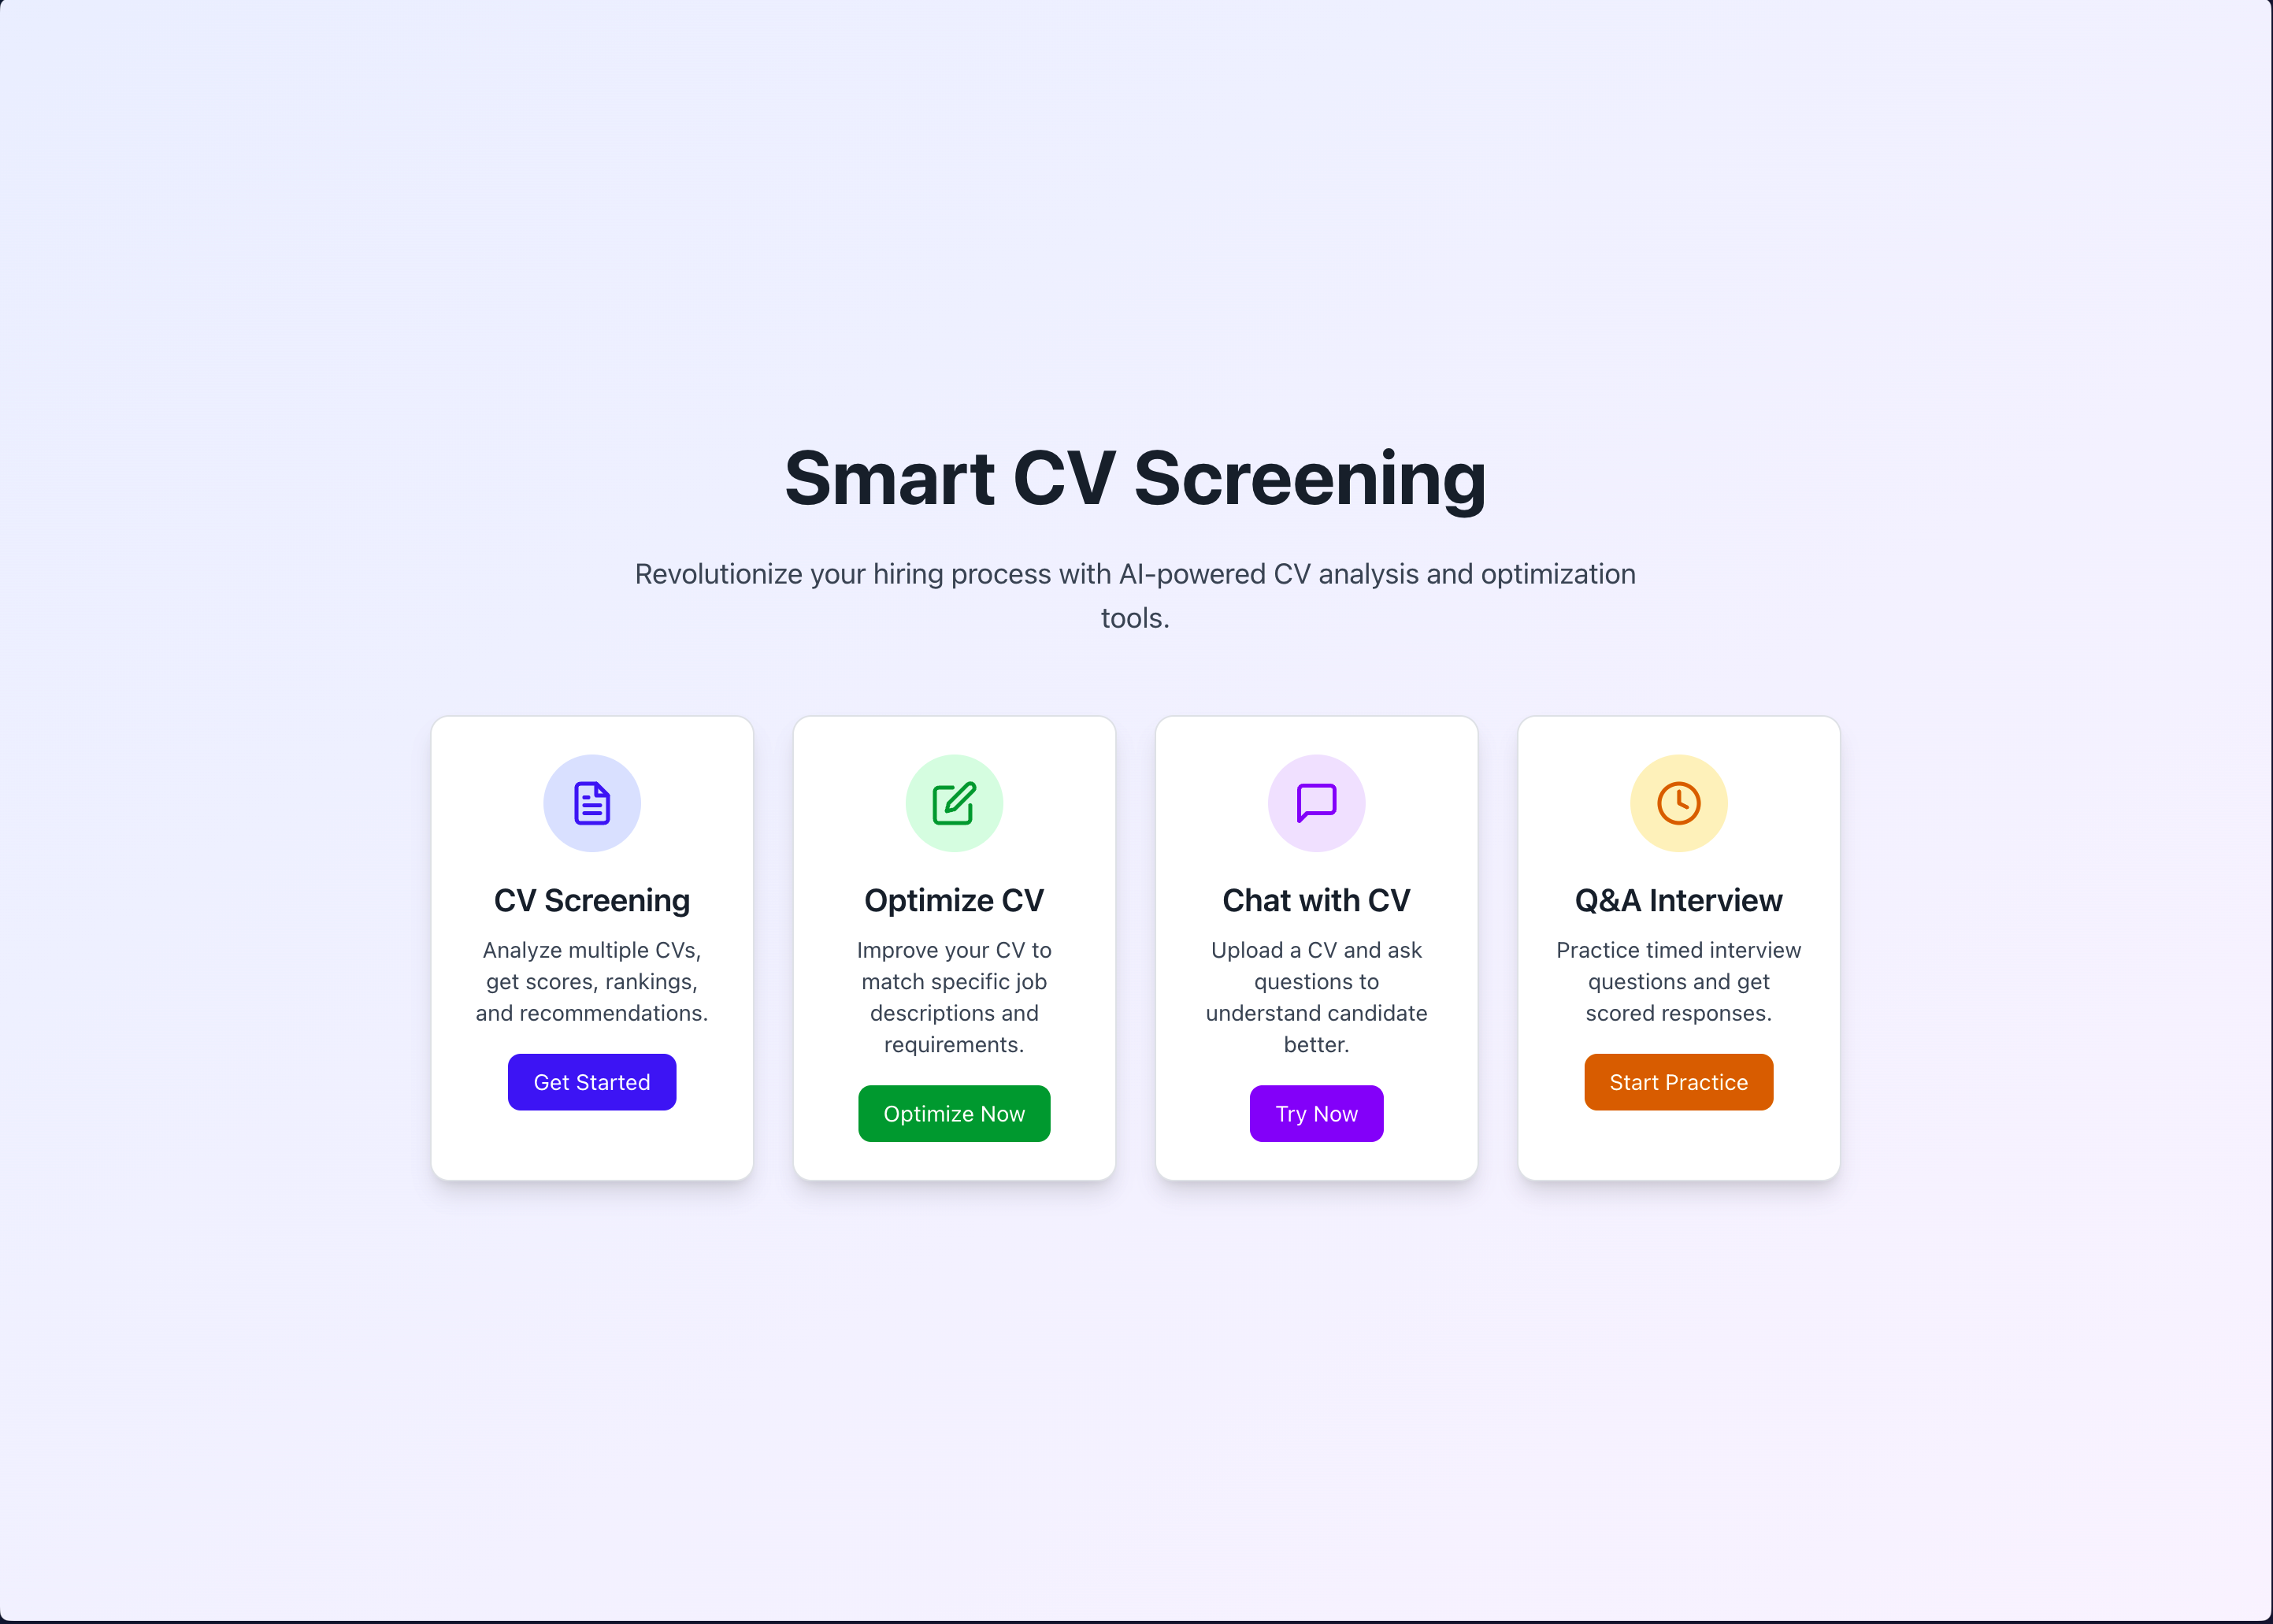 Smart CV Screening
Revolutionize your hiring process with AI-powered CV analysis and optimization
tools.
CV Screening
Analyze multiple CVs,
get scores, rankings,
and recommendations.
Get Started
Optimize CV
Improve your CV to
match specific job
descriptions and
requirements.
Optimize Now
Chat with CV
Upload a CV and ask
questions to
understand candidate
better.
Try Now
Q&A Interview
Practice timed interview
questions and get
scored responses.
Start Practice